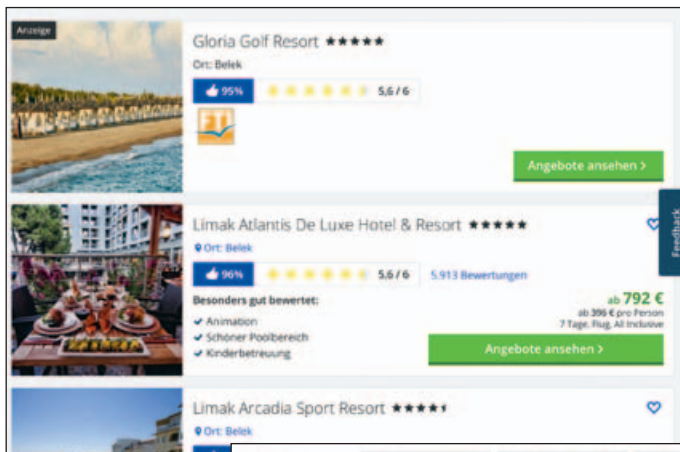 Anzeige
Gloria Golf Resort ★★★★★
Ort: Belek
95%
5,6 / 6
Angebote ansehen >
Feedback
Limak Atlantis De Luxe Hotel & Resort ★★★★★
Ort: Belek
96% 5,6 / 6 5.913 Bewertungen
Besonders gut bewertet:
ab 792 €
✔ Animation
ab 396 € pro Person
✔ Schöner Poolbereich
7 Tage, Flug, All Inclusive
✔ Kinderbetreuung
Angebote ansehen >
Limak Arcadia Sport Resort
Ort: Belek